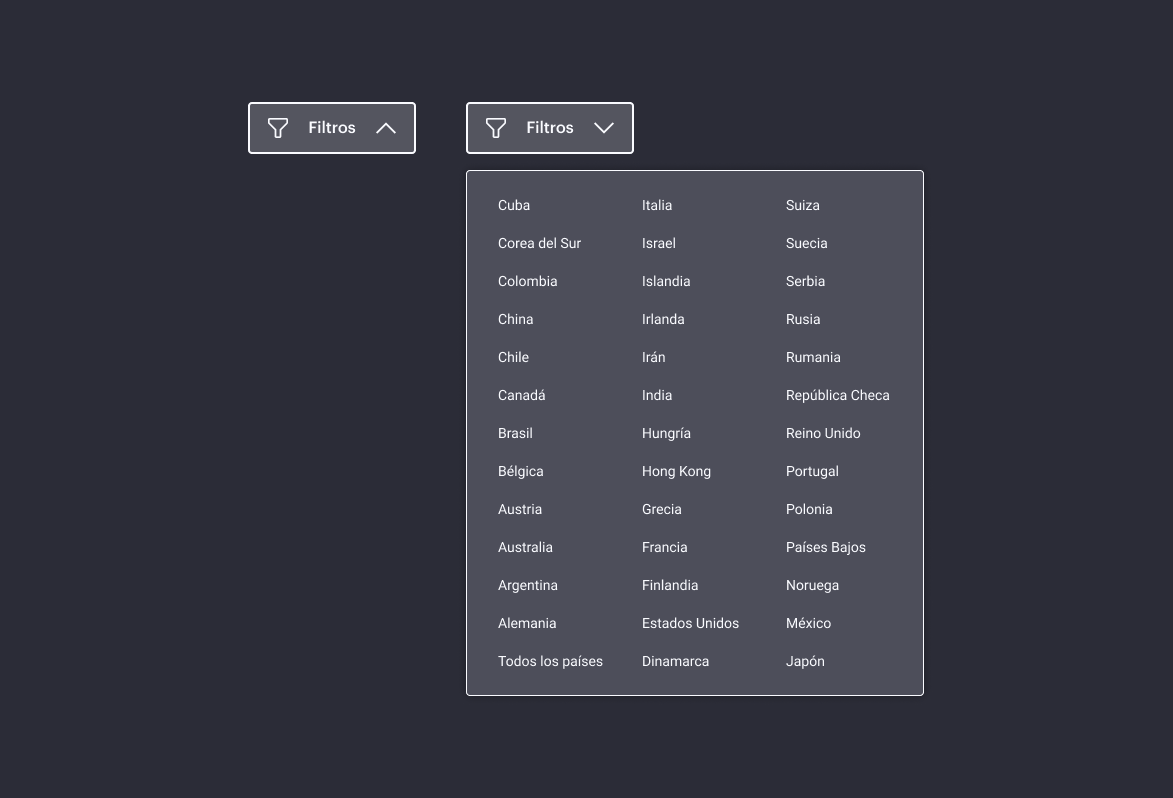 Filtros
Filtros
Cuba
Corea del Sur
Colombia
China
Chile
Canadá
Brasil
Bélgica
Austria
Australia
Argentina
Alemania
Todos los países
Italia
Israel
Islandia
Irlanda
Irán
India
Hungría
Hong Kong
Grecia
Francia
Finlandia
Estados Unidos
Dinamarca
Suiza
Suecia
Serbia
Rusia
Rumania
República Checa
Reino Unido
Portugal
Polonia
Países Bajos
Noruega
México
Japón